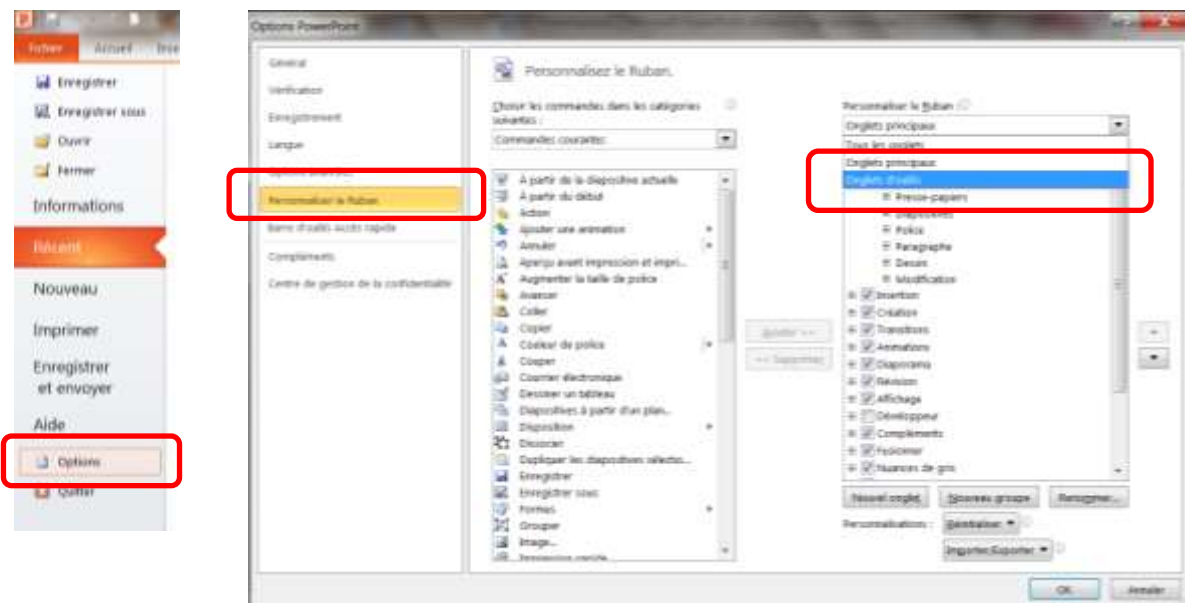 Fichier Accueil Inse
Enregistrer
Enregistrer sous
Ouvrir
Fermer
Informations
Récent
Nouveau
Imprimer
Enregistrer
et envoyer
Aide
Options
Quitter
Options PowerPoint
Général
Vérification
Enregistrement
Langue
Options avancées
Personnaliser le Ruban
Barre d'outils Accès rapide
Compléments
Centre de gestion de la confidentialité
Personnalisez le Ruban.
Choisir les commandes dans les catégories
suivantes :
Commandes courantes
À partir de la diapositive actuelle
À partir du début
Action
Ajouter une animation
Annuler
Aperçu avant impression et impri...
Augmenter la taille de police
Avancer
Coller
Copier
Couleur de police
Couper
Courrier électronique
Dessiner un tableau
Diapositives à partir d'un plan...
Disposition
Dissocier
Dupliquer les diapositives sélectio...
Enregistrer
Enregistrer sous
Formes
Grouper
Image...
Impression rapide
Ajouter >>
<< Supprimer
Personnaliser le Ruban
Onglets principaux
Tous les onglets
Onglets principaux
Onglets d'outils
Presse-papiers
Diapositives
Police
Paragraphe
Dessin
Modification
Insertion
Création
Transitions
Animations
Diaporama
Révision
Affichage
Développeur
Compléments
Fusionner
Nuances de gris
Nouvel onglet Nouveau groupe Renommer...
Personnalisations : Réinitialiser
Importer/Exporter
OK Annuler